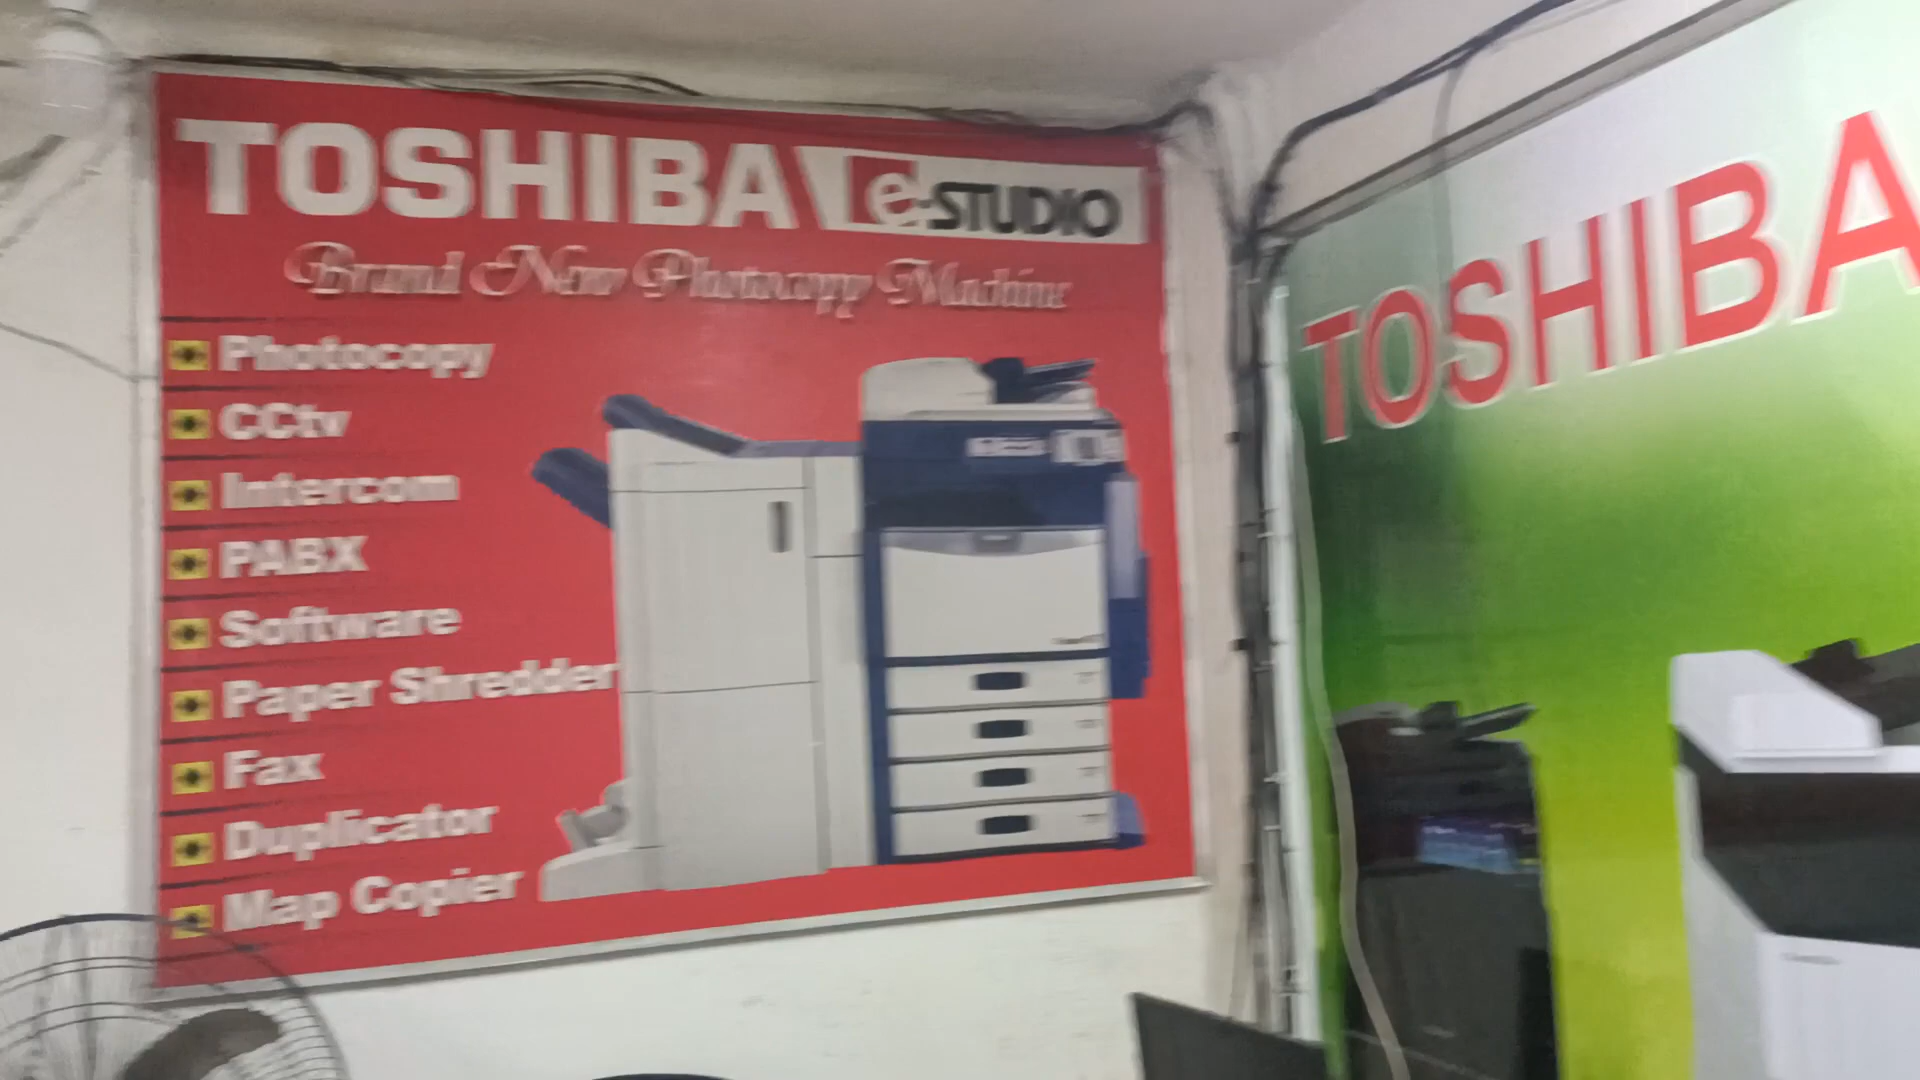 TOSHIBA e-STUDIO
Brand New Photocopy Machine
Photocopy
CCtv
Intercom
PABX
Software
Paper Shredder
Fax
Duplicator
Map Copier
TOSHIBA